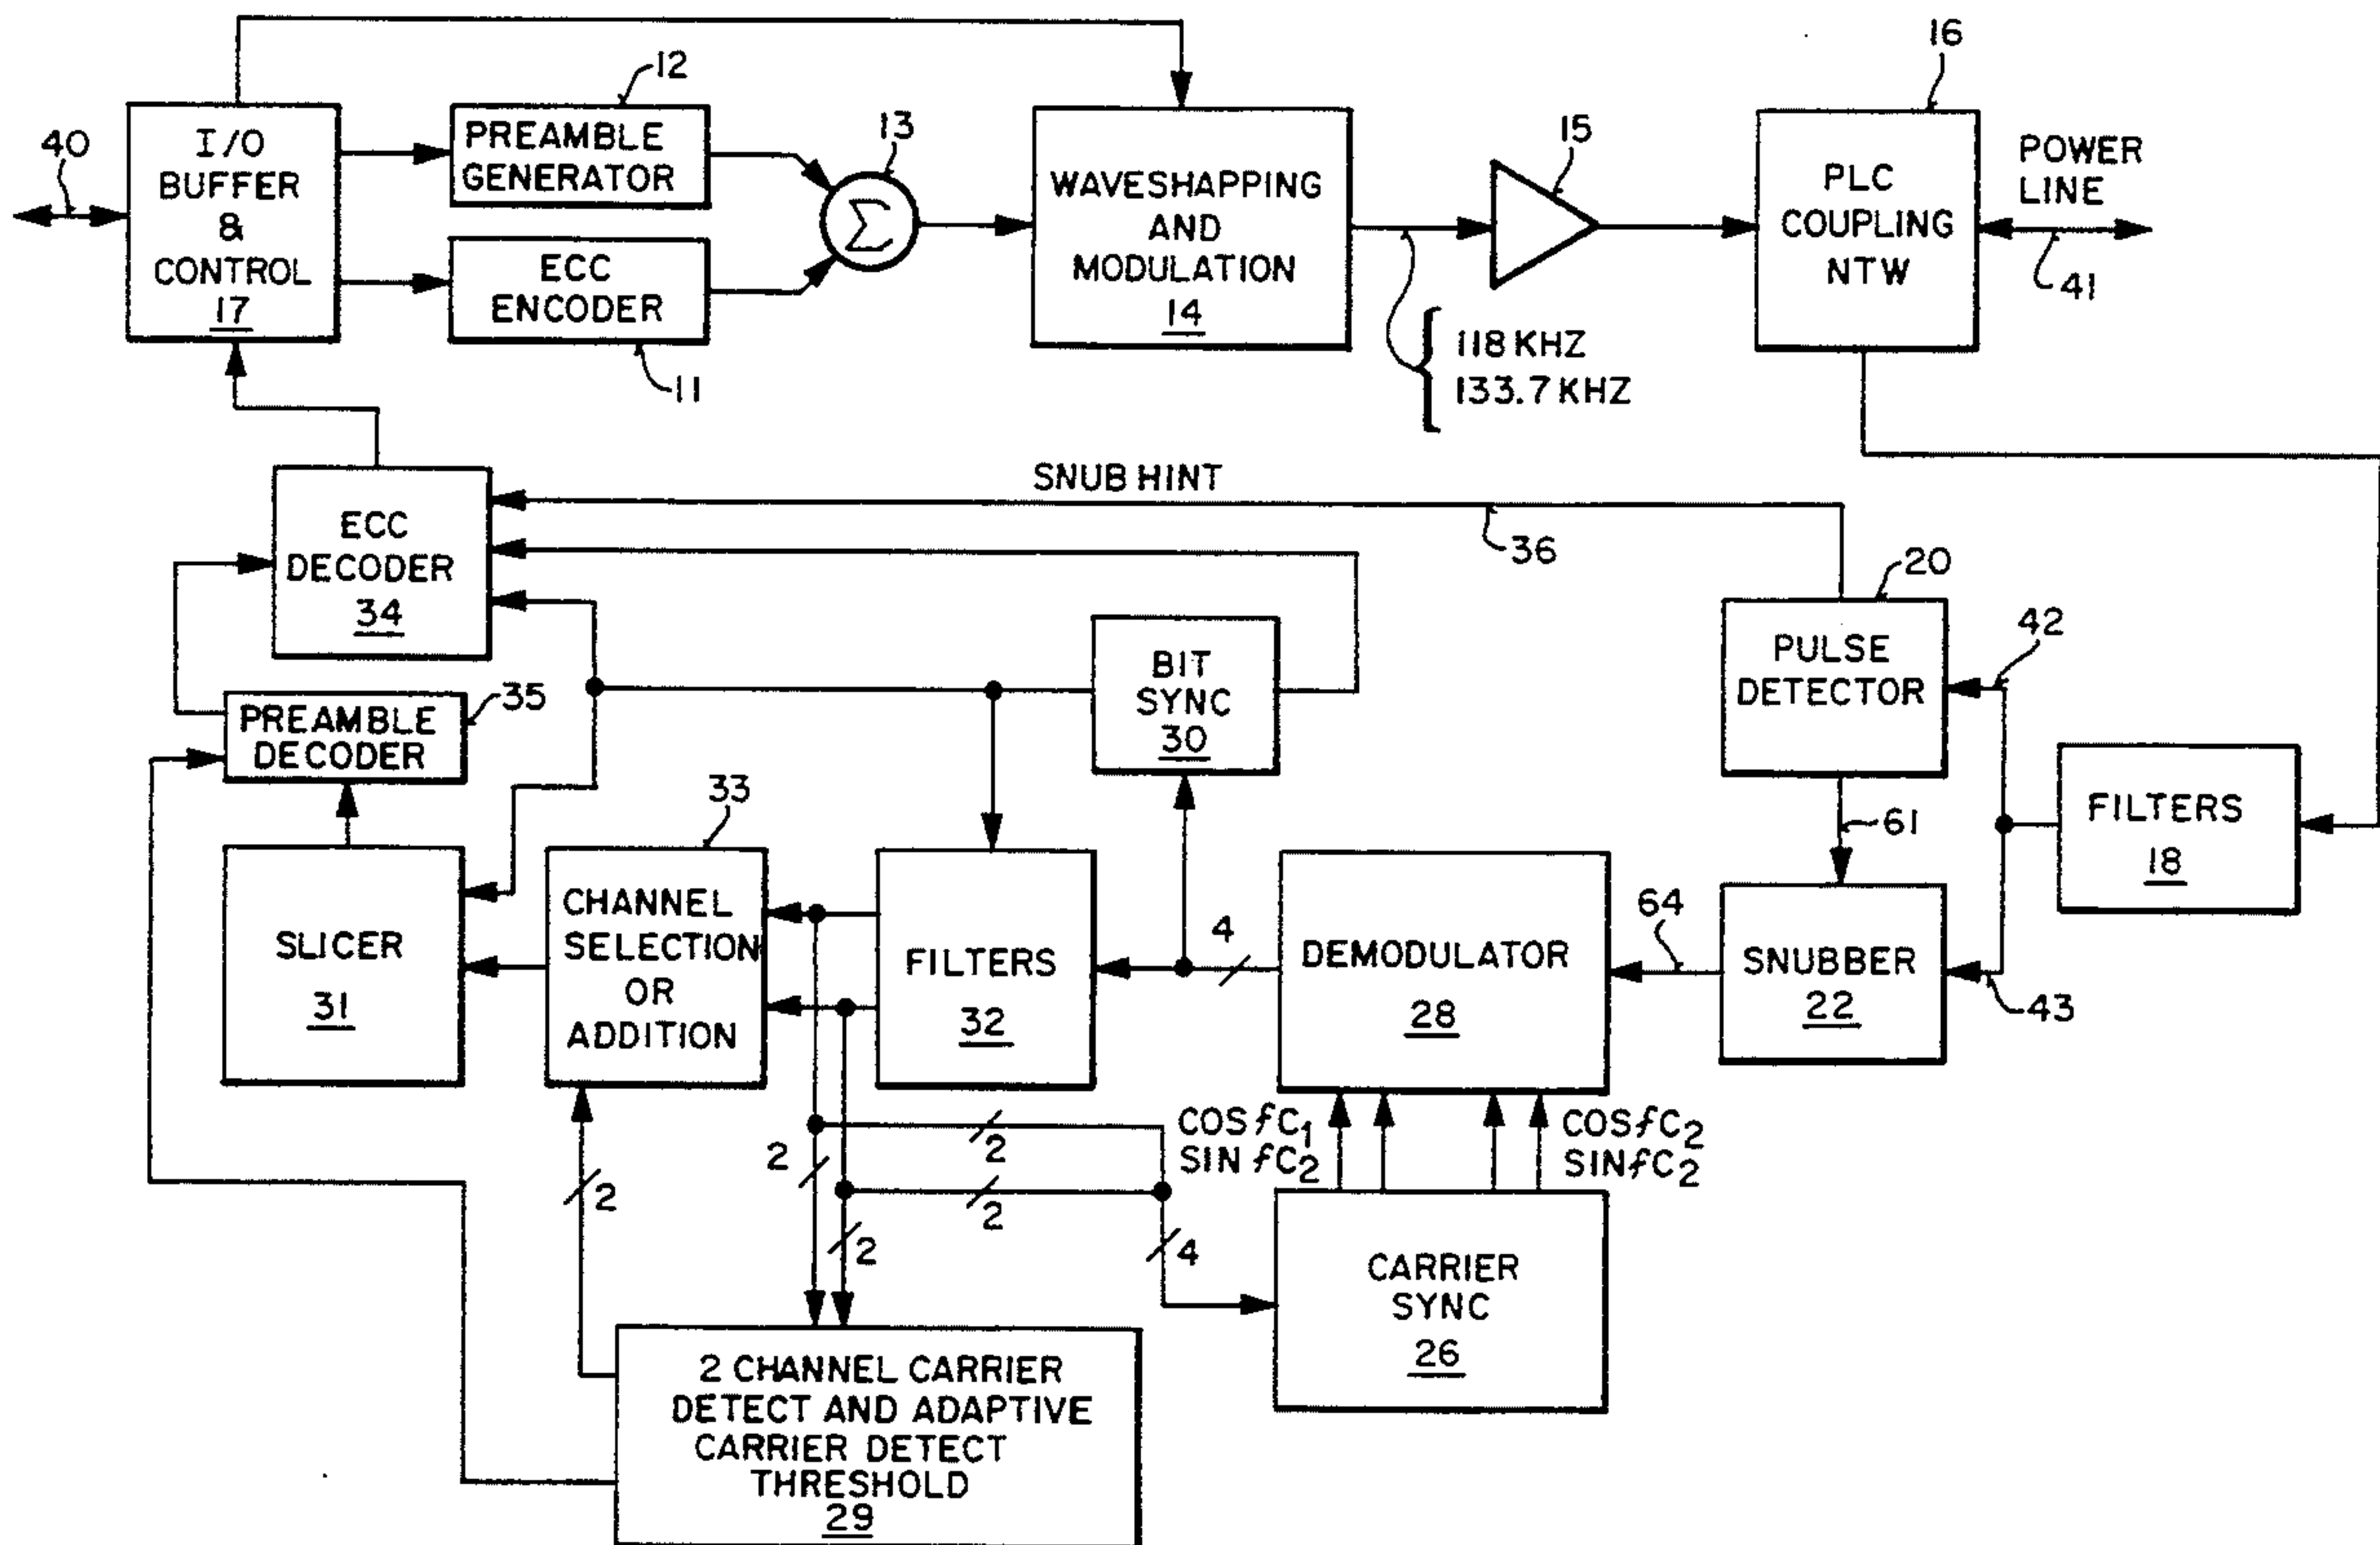 40
I/O
BUFFER
&
CONTROL
17
12
PREAMBLE
GENERATOR
ECC
ENCODER
11
13
Σ
WAVESHAPPING
AND
MODULATION
14
118 KHZ
133.7 KHZ
15
16
PLC
COUPLING
NTW
POWER
LINE
41
SNUB HINT
36
ECC
DECODER
34
PREAMBLE
DECODER
35
BIT
SYNC
30
20
PULSE
DETECTOR
42
61
FILTERS
18
SLICER
31
33
CHANNEL
SELECTION
OR
ADDITION
FILTERS
32
4
DEMODULATOR
28
64
SNUBBER
22
43
2
2
2
2
2
4
COS fC1
SIN fC2
COS fC2
SIN fC2
CARRIER
SYNC
26
2 CHANNEL CARRIER
DETECT AND ADAPTIVE
CARRIER DETECT
THRESHOLD
29